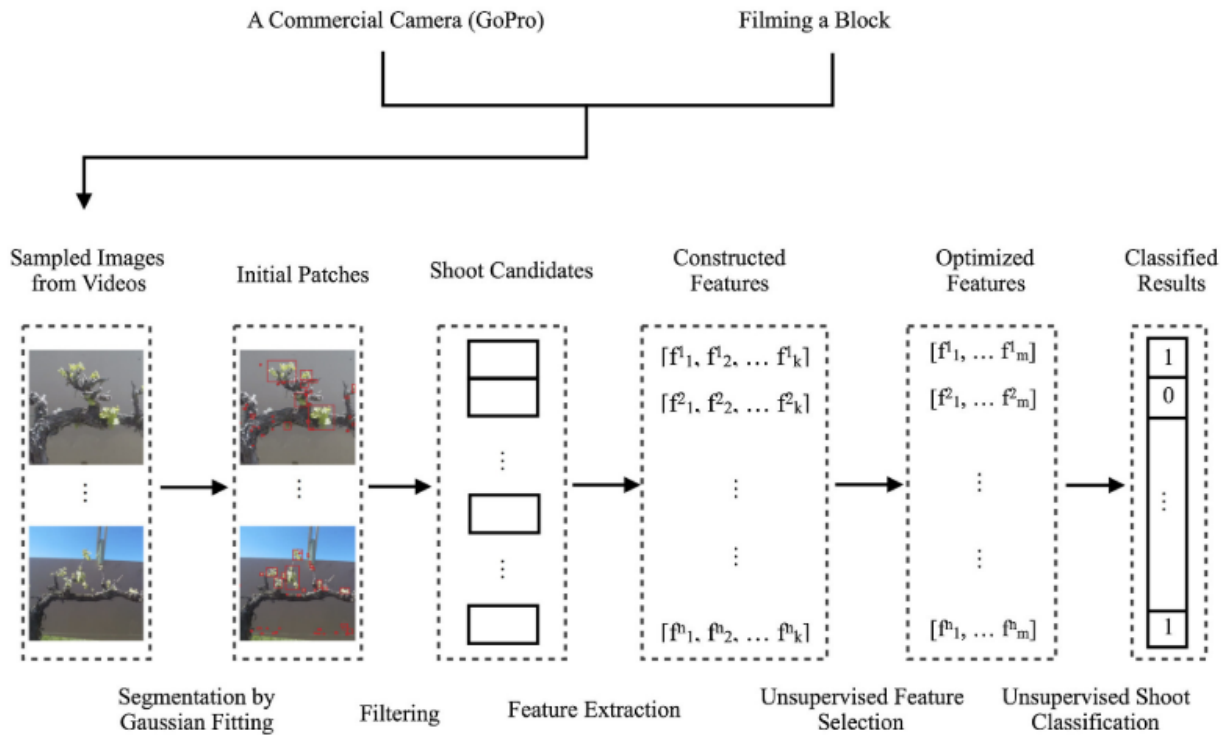 A Commercial Camera (GoPro)
Filming a Block
Sampled Images
from Videos
Initial Patches
Shoot Candidates
Constructed
Features
Optimized
Features
Classified
Results
⋮
⋮
⋮
⋮
[f¹₁, f¹₂, … f¹ₖ]
[f²₁, f²₂, … f²ₖ]
⋮
⋮
[fⁿ₁, fⁿ₂, … fⁿₖ]
[f¹₁, … f¹ₘ]
[f²₁, … f²ₘ]
⋮
⋮
[fⁿ₁, … fⁿₘ]
1
0
⋮
1
Segmentation by
Gaussian Fitting
Filtering
Feature Extraction
Unsupervised Feature
Selection
Unsupervised Shoot
Classification